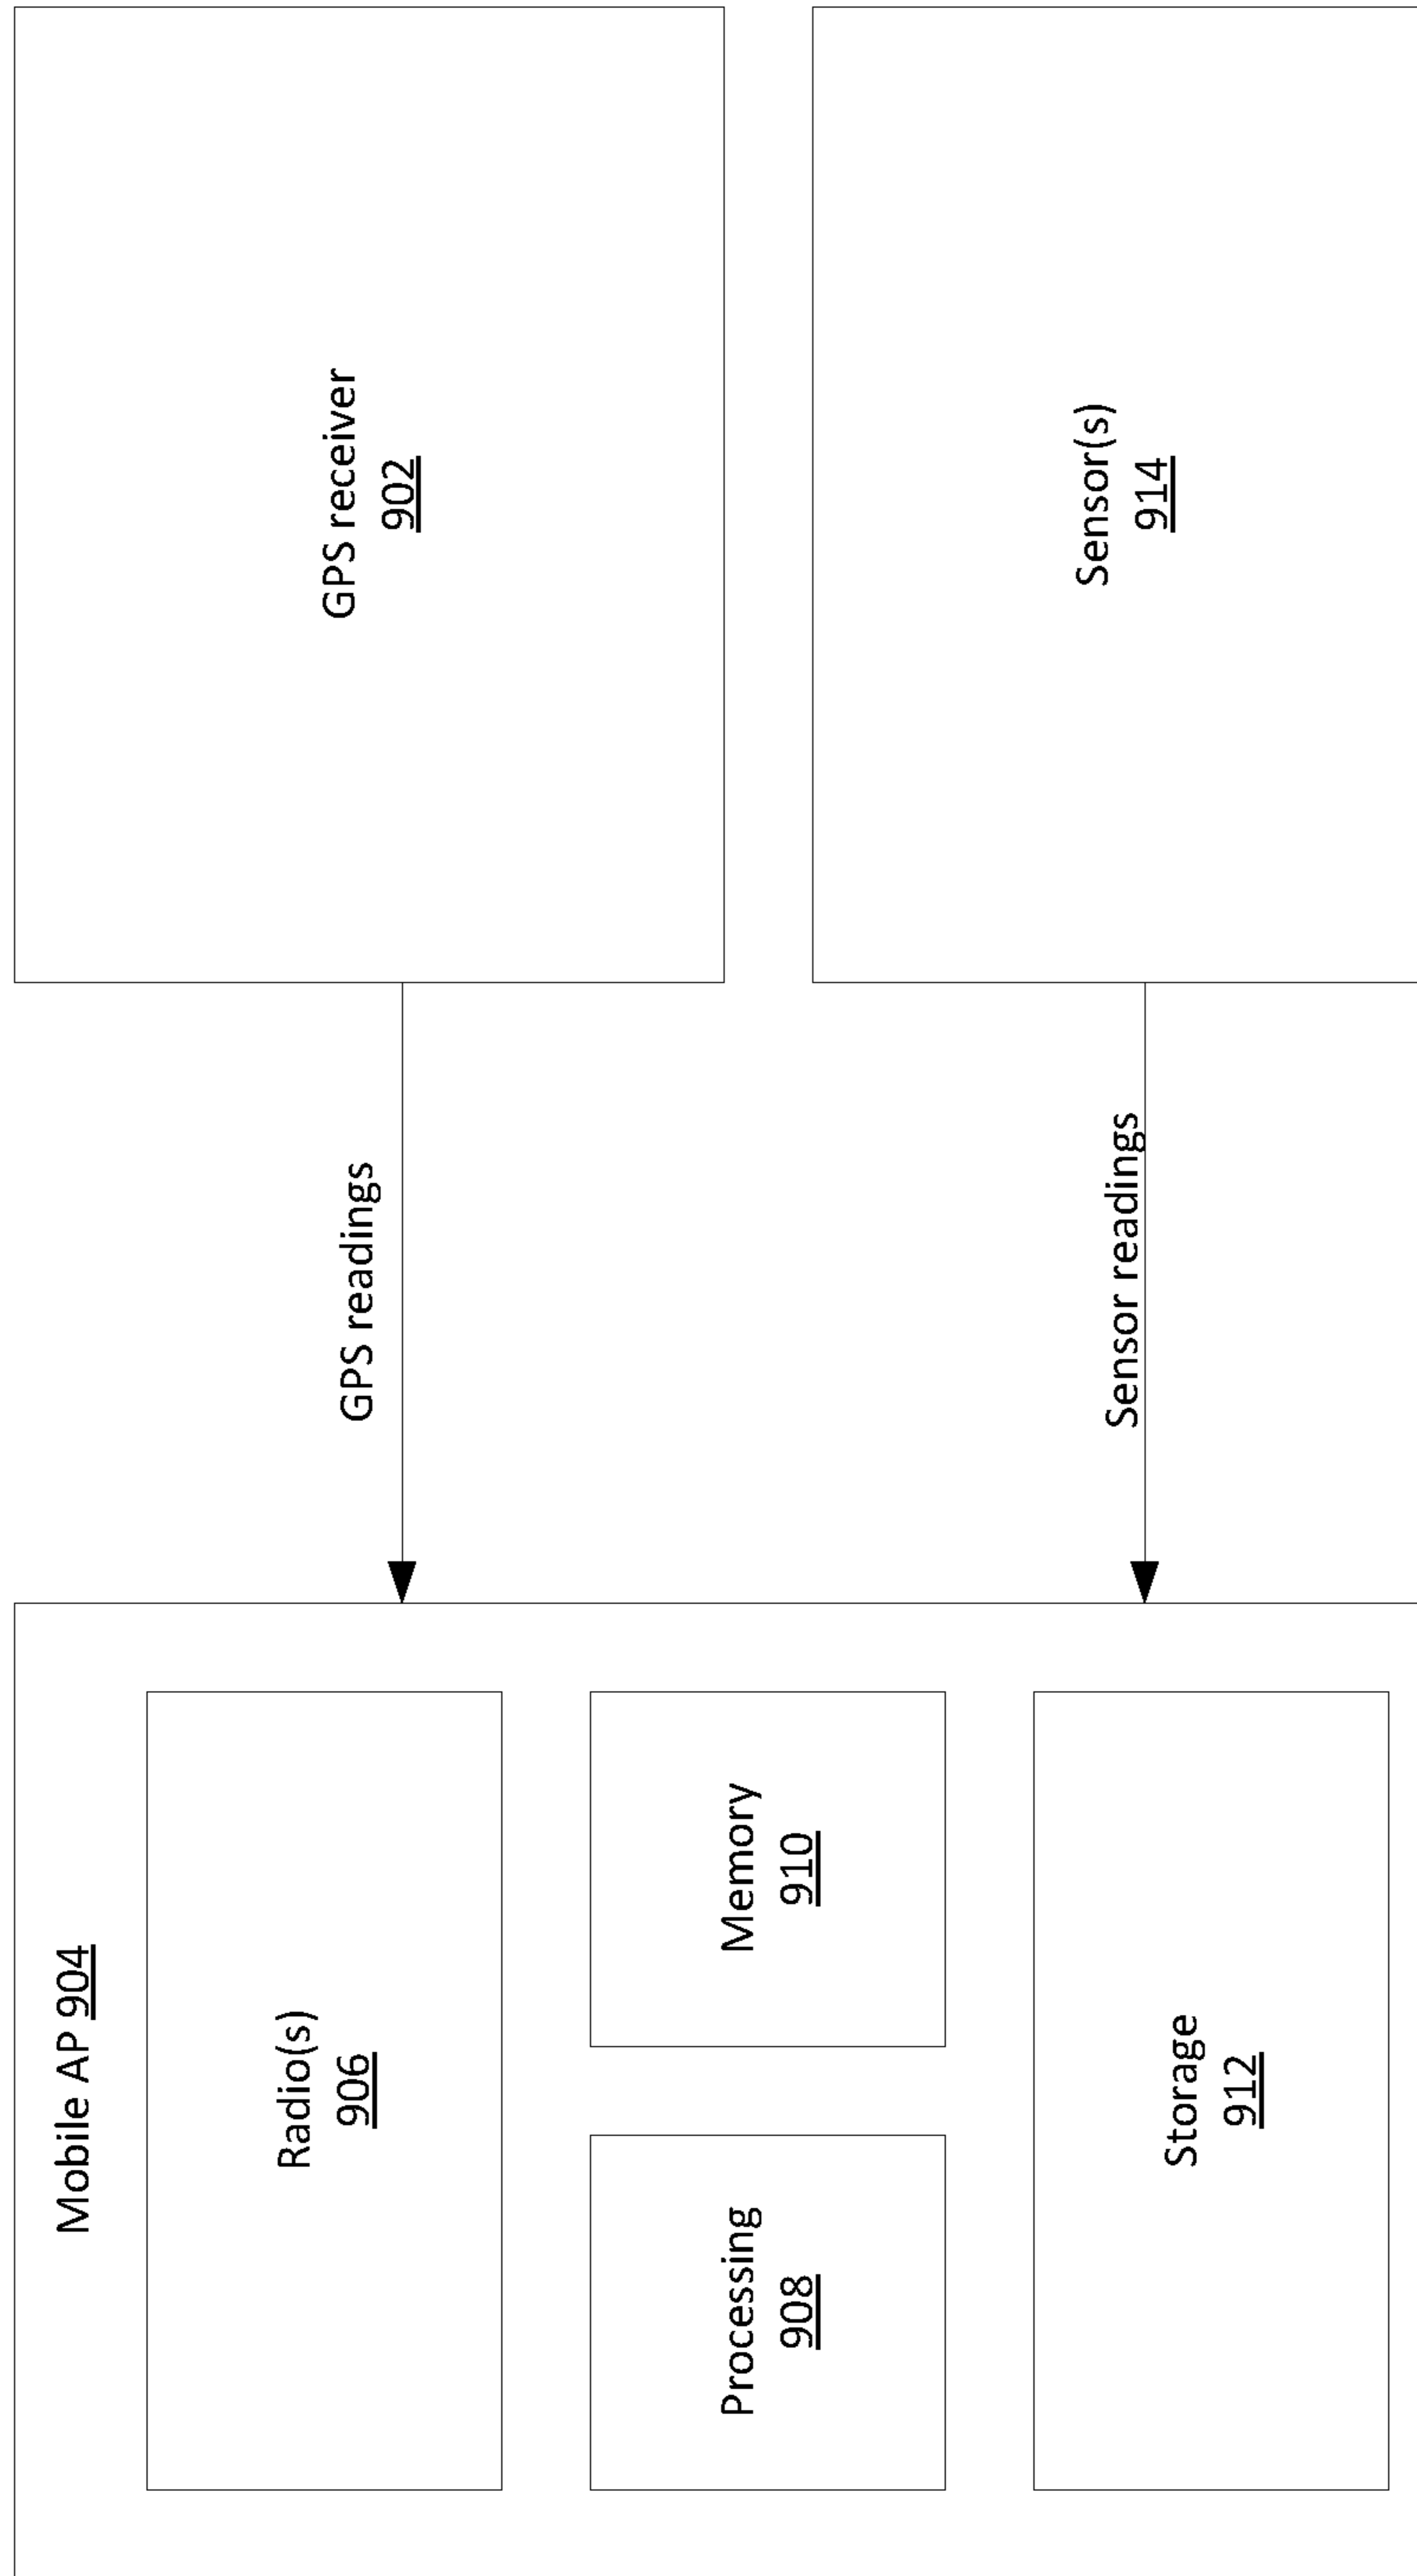 Mobile AP 904
Radio(s)
906
Processing
908
Memory
910
Storage
912
GPS readings
Sensor readings
GPS receiver
902
Sensor(s)
914